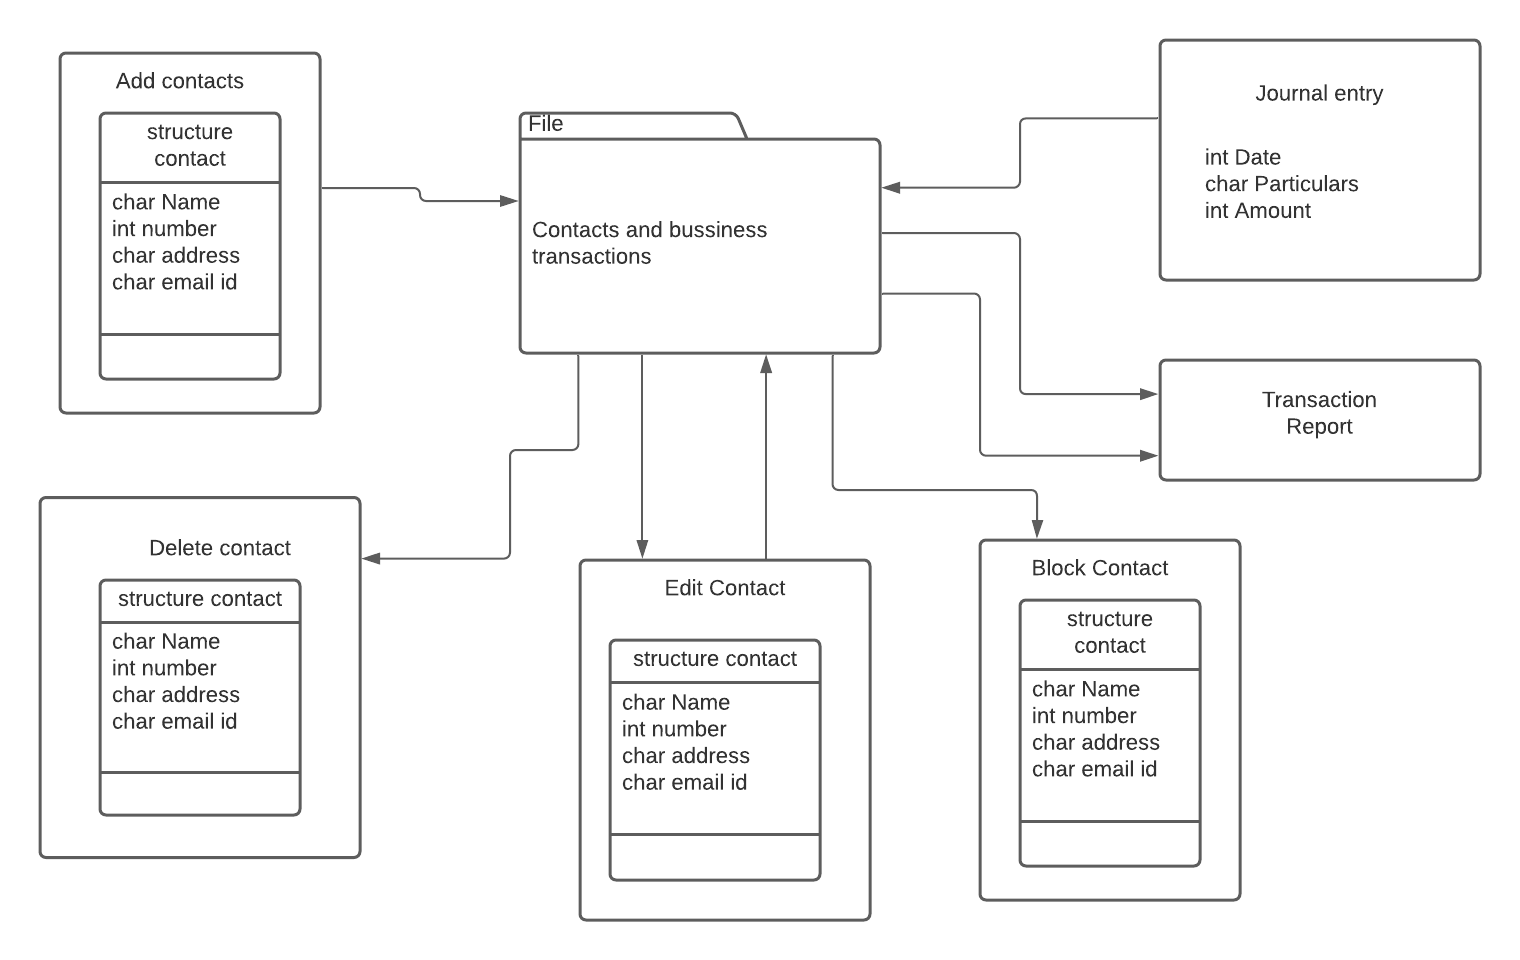 Add contacts
structure
contact
char Name
int number
char address
char email id
File
Contacts and bussiness
transactions
Journal entry
int Date
char Particulars
int Amount
Transaction
Report
Delete contact
structure contact
char Name
int number
char address
char email id
Edit Contact
structure contact
char Name
int number
char address
char email id
Block Contact
structure
contact
char Name
int number
char address
char email id